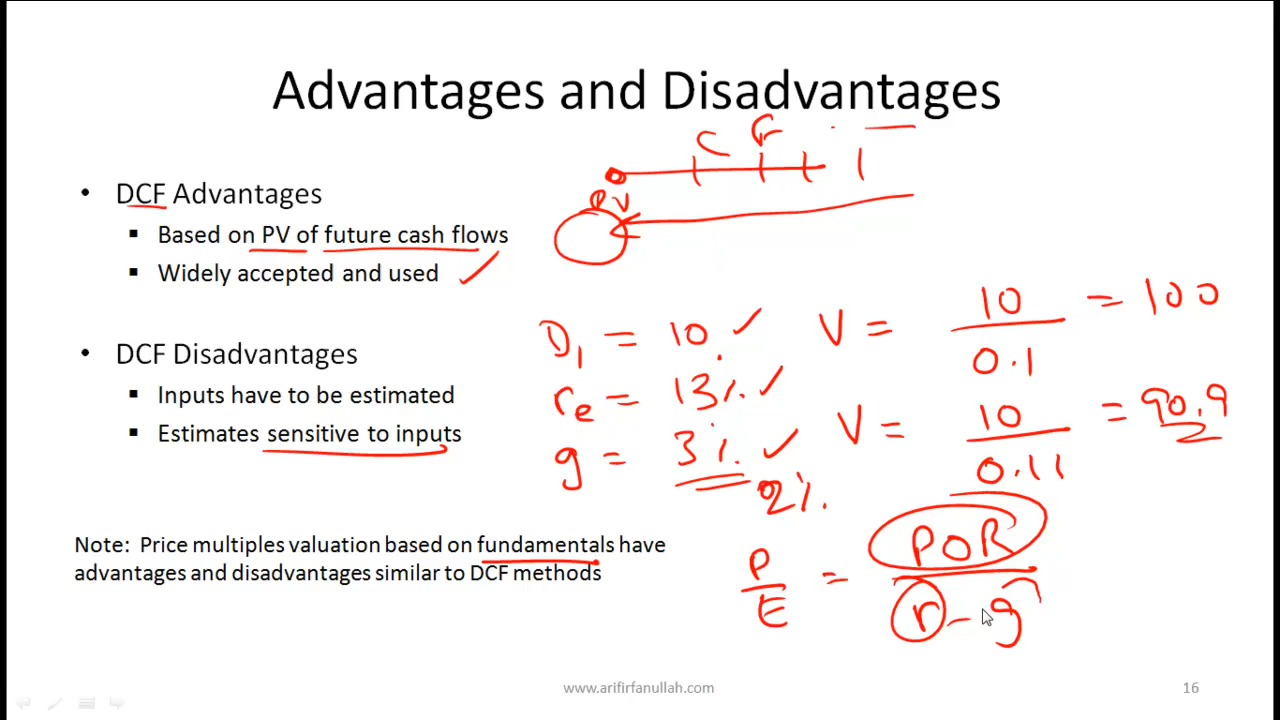 Advantages and Disadvantages
C F
• DCF Advantages
PV
▪ Based on PV of future cash flows
▪ Widely accepted and used
D1 = 10
V = 10 / 0.1 = 100
• DCF Disadvantages
re = 13%
▪ Inputs have to be estimated
V = 10 / 0.11 = 90.9
▪ Estimates sensitive to inputs
g = 3%
2%
Note: Price multiples valuation based on fundamentals have
advantages and disadvantages similar to DCF methods
P / E = POR / r - g
www.arifirfanullah.com
16